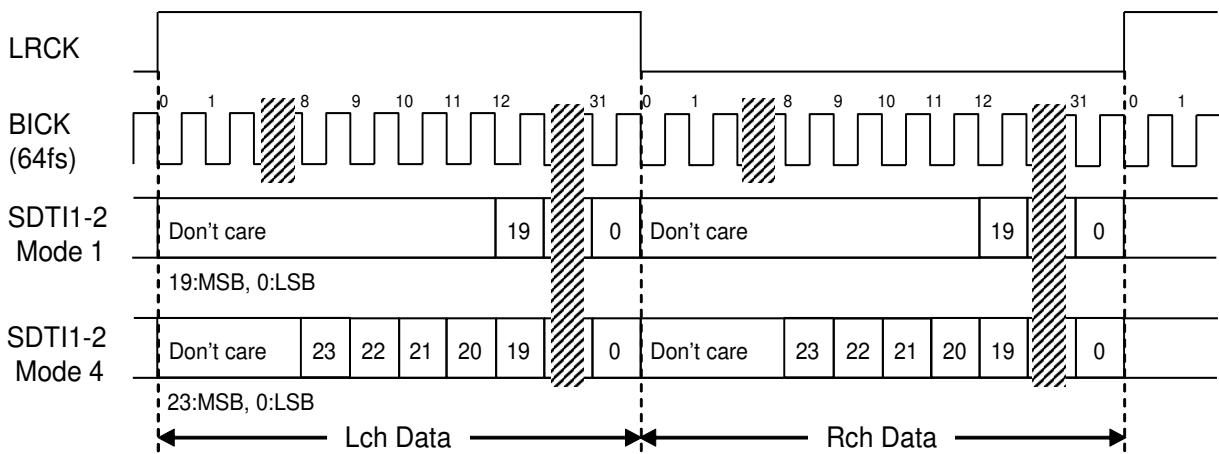 LRCK
0 1 8 9 10 11 12 31 0 1 8 9 10 11 12 31 0 1
BICK
(64fs)
SDTI1-2
Mode 1
Don't care 19 0 Don't care 19 0
19:MSB, 0:LSB
SDTI1-2
Mode 4
Don't care 23 22 21 20 19 0 Don't care 23 22 21 20 19 0
23:MSB, 0:LSB
Lch Data Rch Data